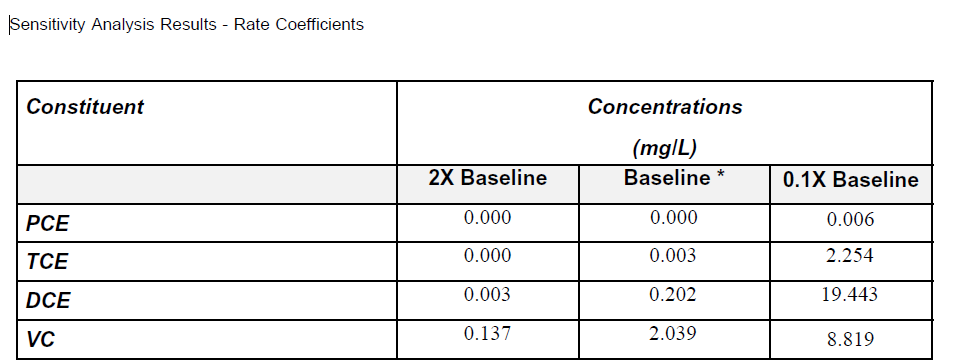 Sensitivity Analysis Results - Rate Coefficients
Constituent Concentrations
(mg/L)
2X Baseline Baseline * 0.1X Baseline
PCE 0.000 0.000 0.006
TCE 0.000 0.003 2.254
DCE 0.003 0.202 19.443
VC 0.137 2.039 8.819